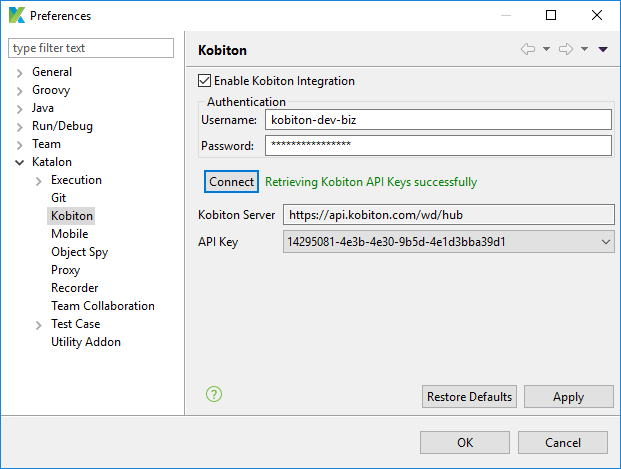 Preferences
type filter text
General
Groovy
Java
Run/Debug
Team
Katalon
Execution
Git
Kobiton
Mobile
Object Spy
Proxy
Recorder
Team Collaboration
Test Case
Utility Addon
Kobiton
Enable Kobiton Integration
Authentication
Username: kobiton-dev-biz
Password: ****************
Connect Retrieving Kobiton API Keys successfully
Kobiton Server https://api.kobiton.com/wd/hub
API Key 14295081-4e3b-4e30-9b5d-4e1d3bba39d1
?
Restore Defaults Apply
OK Cancel